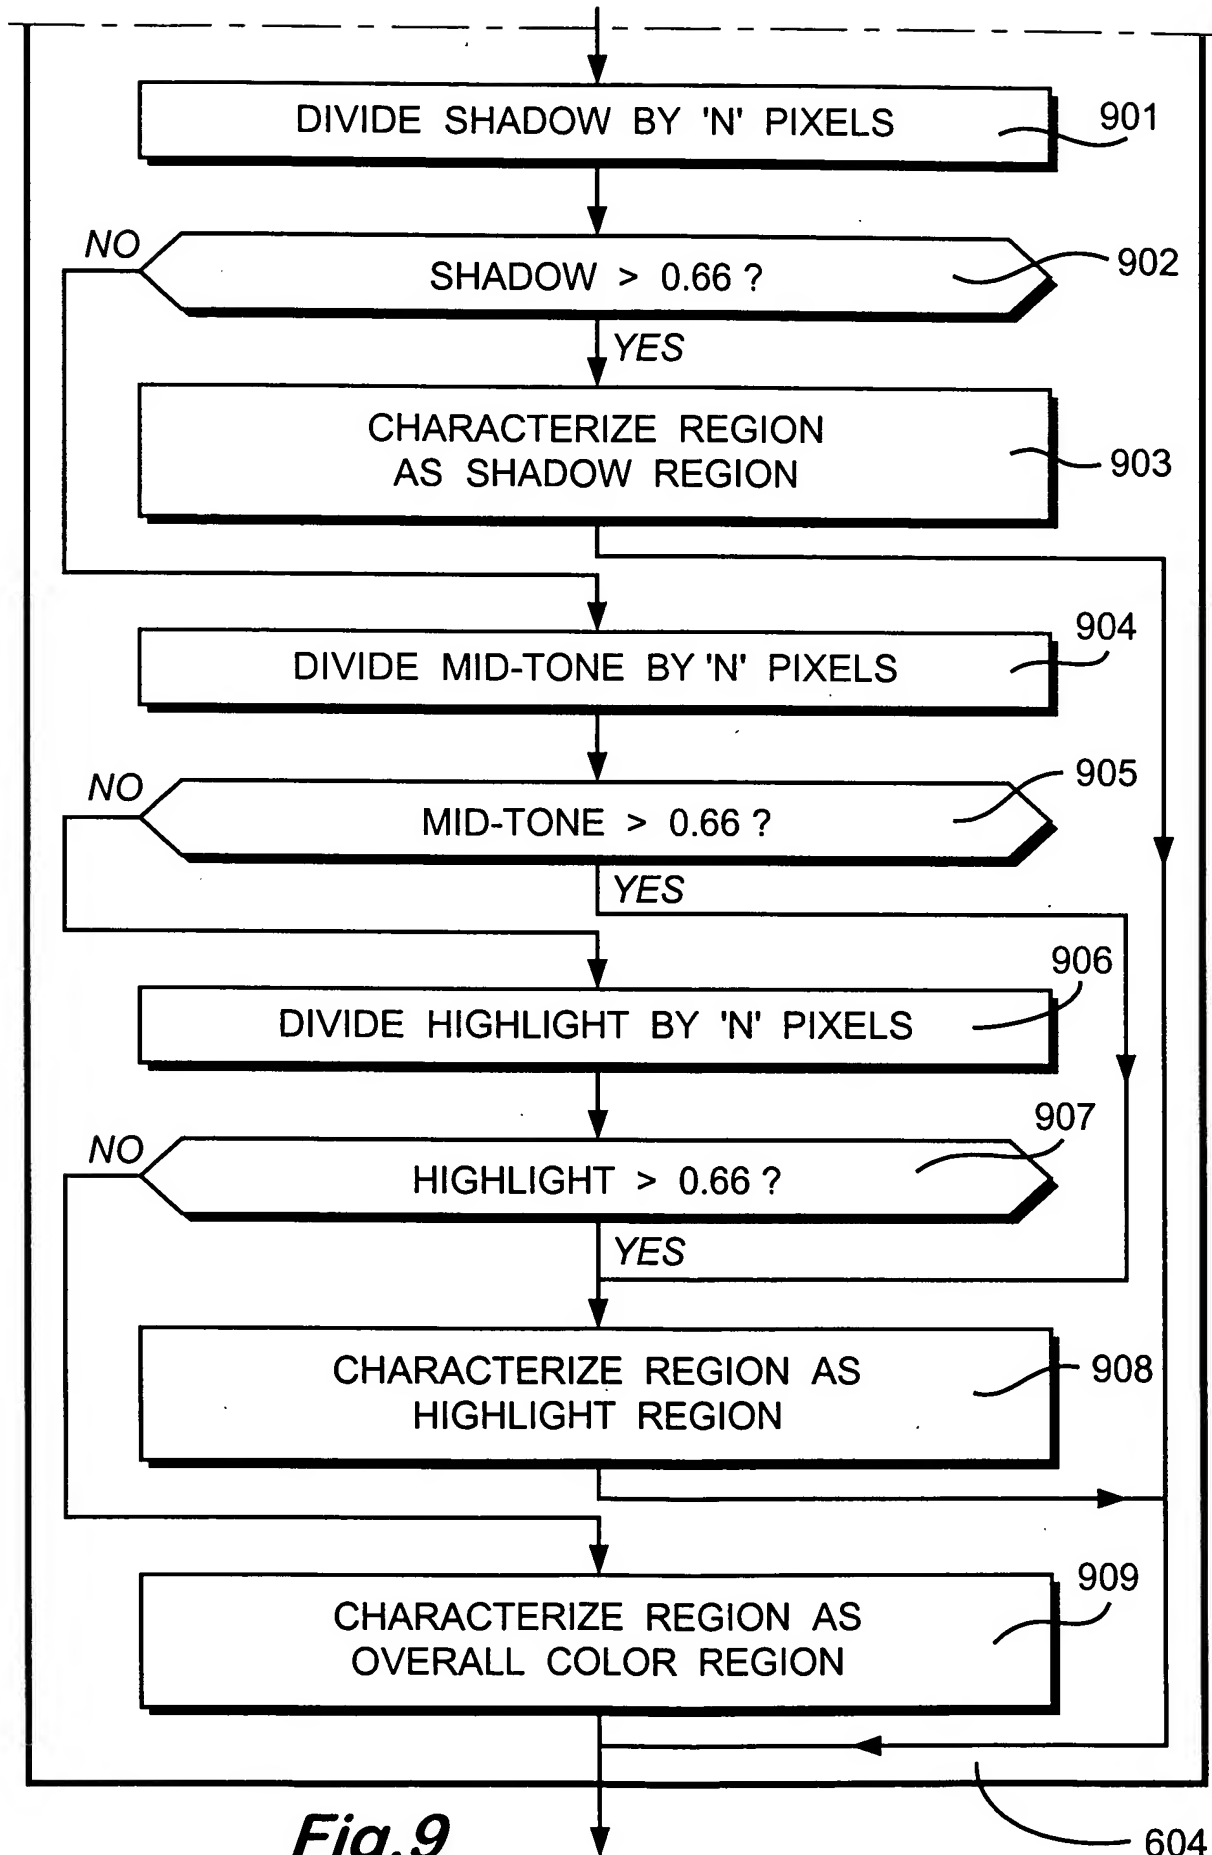 DIVIDE SHADOW BY 'N' PIXELS
901
NO
SHADOW > 0.66 ?
902
YES
CHARACTERIZE REGION
AS SHADOW REGION
903
DIVIDE MID-TONE BY 'N' PIXELS
904
NO
MID-TONE > 0.66 ?
905
YES
906
DIVIDE HIGHLIGHT BY 'N' PIXELS
907
NO
HIGHLIGHT > 0.66 ?
YES
CHARACTERIZE REGION AS
HIGHLIGHT REGION
908
909
CHARACTERIZE REGION AS
OVERALL COLOR REGION
Fig.9
604